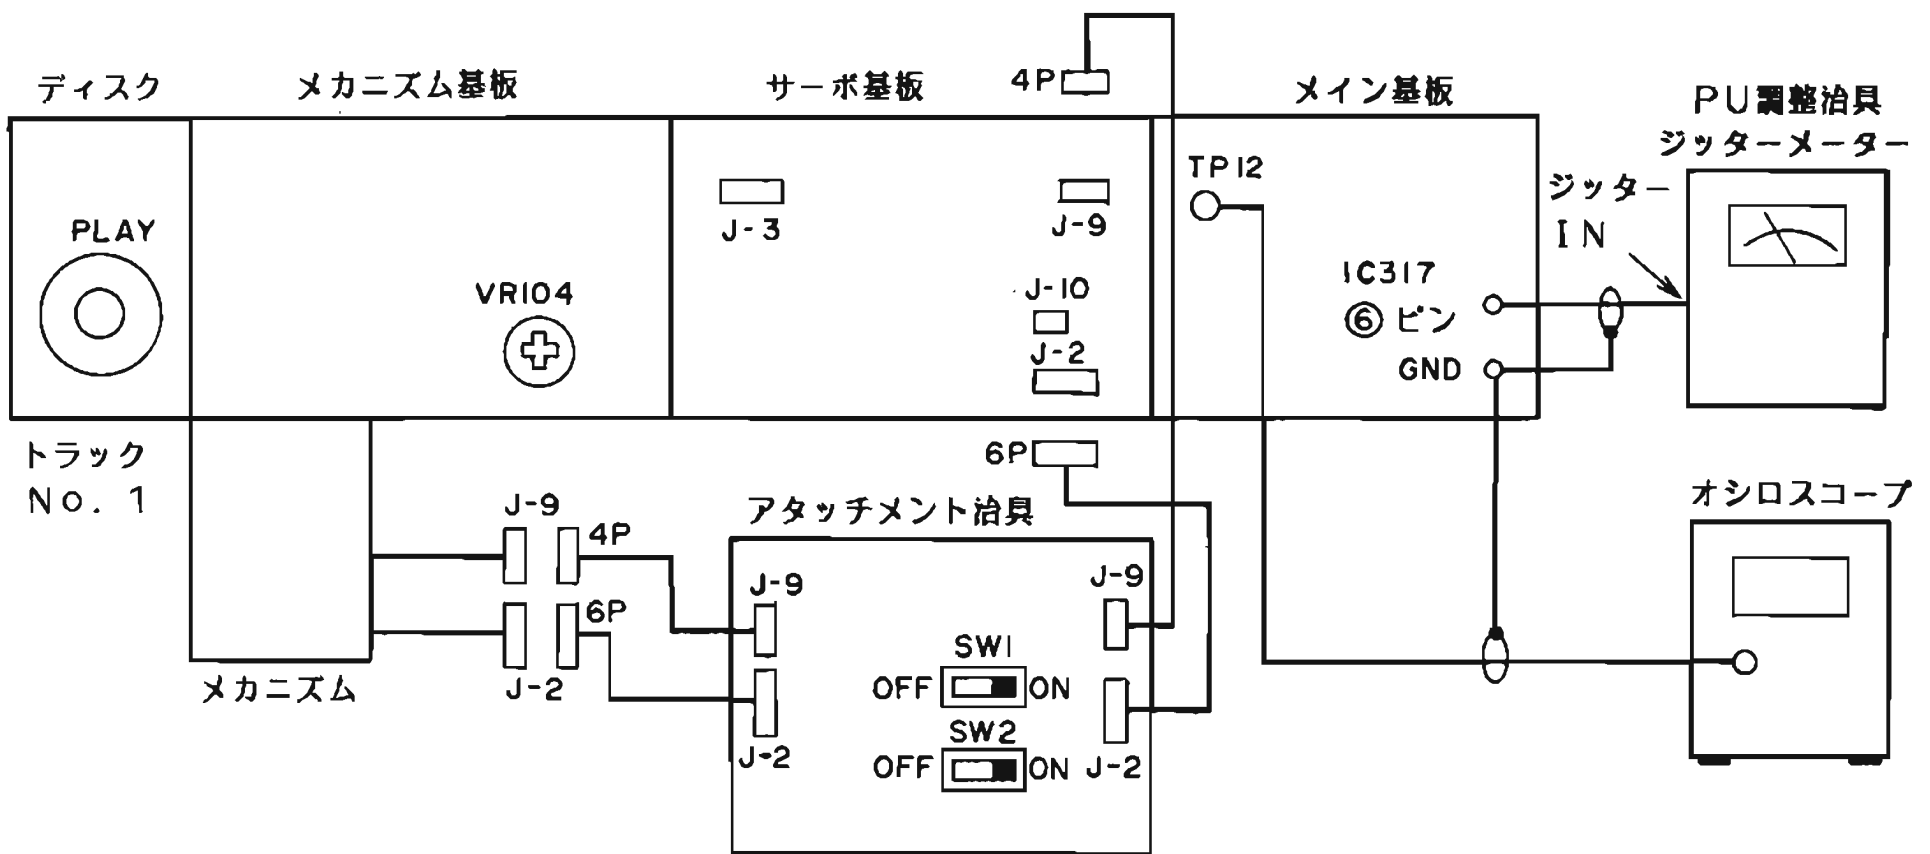 ディスク
メカニズム基板
サーボ基板
4P
メイン基板
PU調整治具
ジッターメーター
PLAY
VR104
J-3
J-9
J-10
J-2
TP12
IC317
⑥ ピン
GND
ジッター
IN
トラック
No. 1
メカニズム
J-9
4P
6P
J-2
6P
アタッチメント治具
J-9
J-2
SW1
OFF ON
SW2
OFF ON
J-9
J-2
オシロスコープ